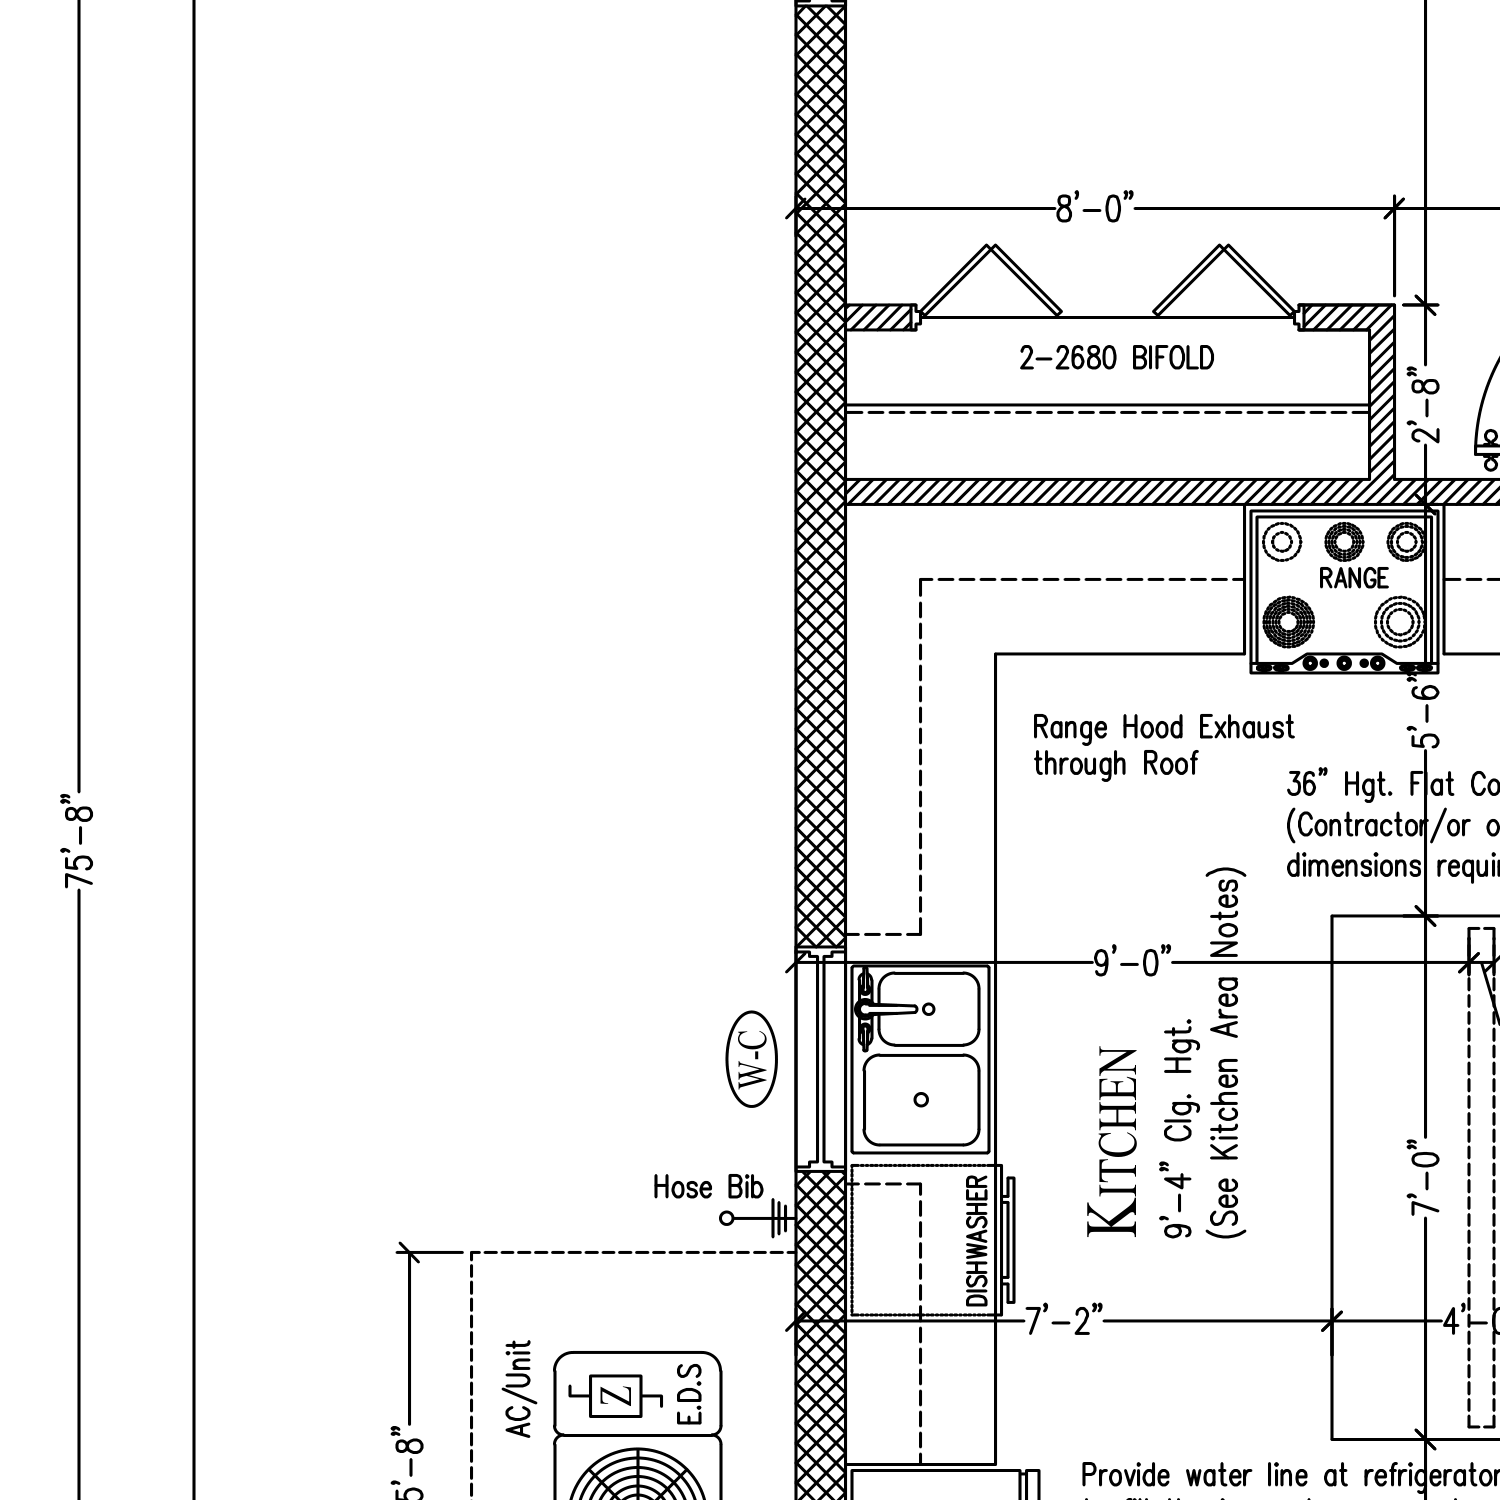 8'-0"
2-2680 BIFOLD
2'-8"
RANGE
5'-6"
Range Hood Exhaust
through Roof
36" Hgt. Flat
(Contractor/or
dimensions
75'-8"
9'-0"
W-C
KITCHEN
9'-4" Clg. Hgt.
(See Kitchen Area Notes)
7'-0"
Hose Bib
DISHWASHER
7'-2"
4'-
AC/Unit
Z
E.D.S
5'-8"
Provide water line at refrigerator